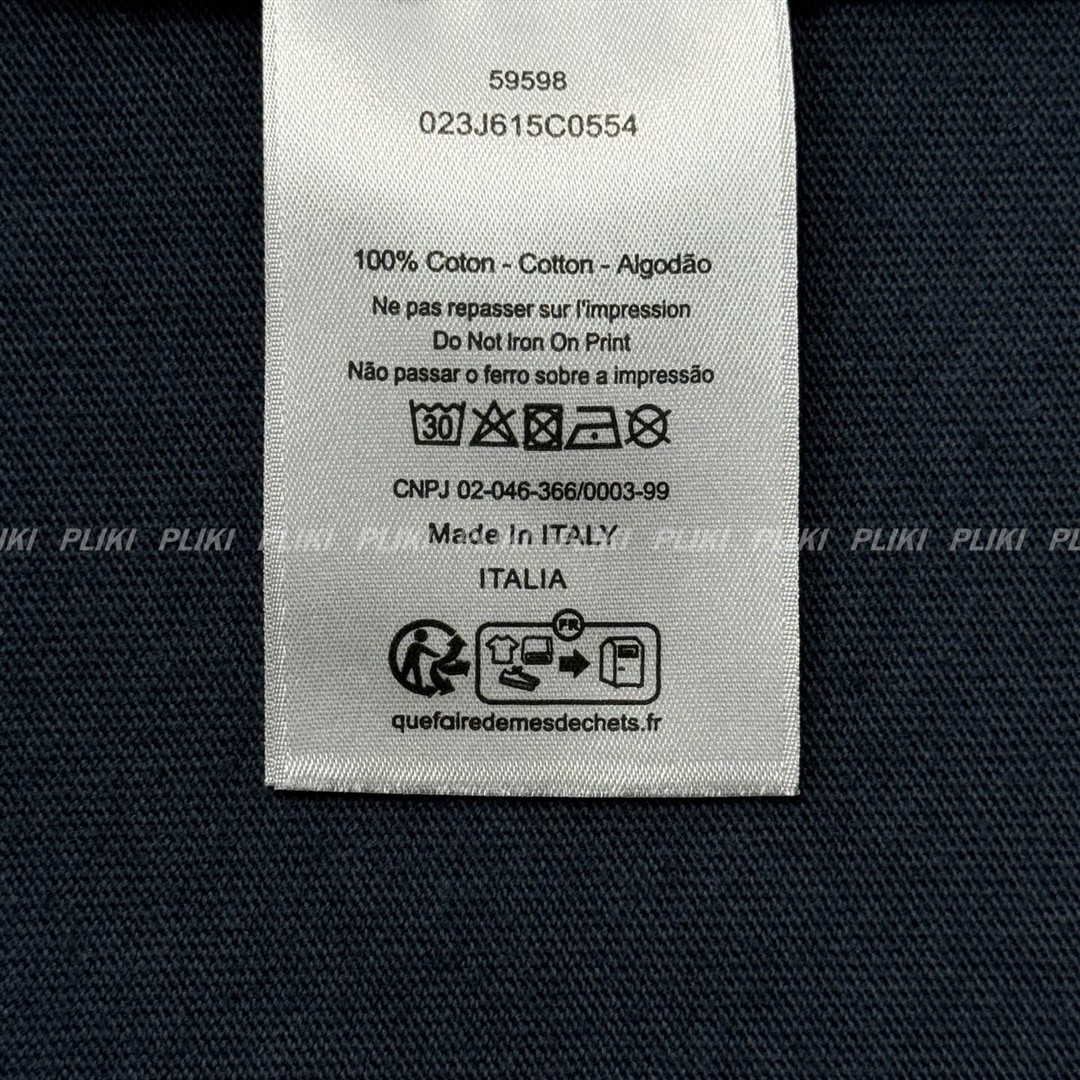 59598
023J615C0554
100% Coton - Cotton - Algodão
Ne pas repasser sur l'impression
Do Not Iron On Print
Não passar o ferro sobre a impressão
30
CNPJ 02-046-366/0003-99
Made In ITALY
IKI PLIKI PLIKI PLIKI PLIKI PLIKI PLIKI PLIKI PLIKI PLIKI PL
ITALIA
FR
quefairedemesdechets.fr